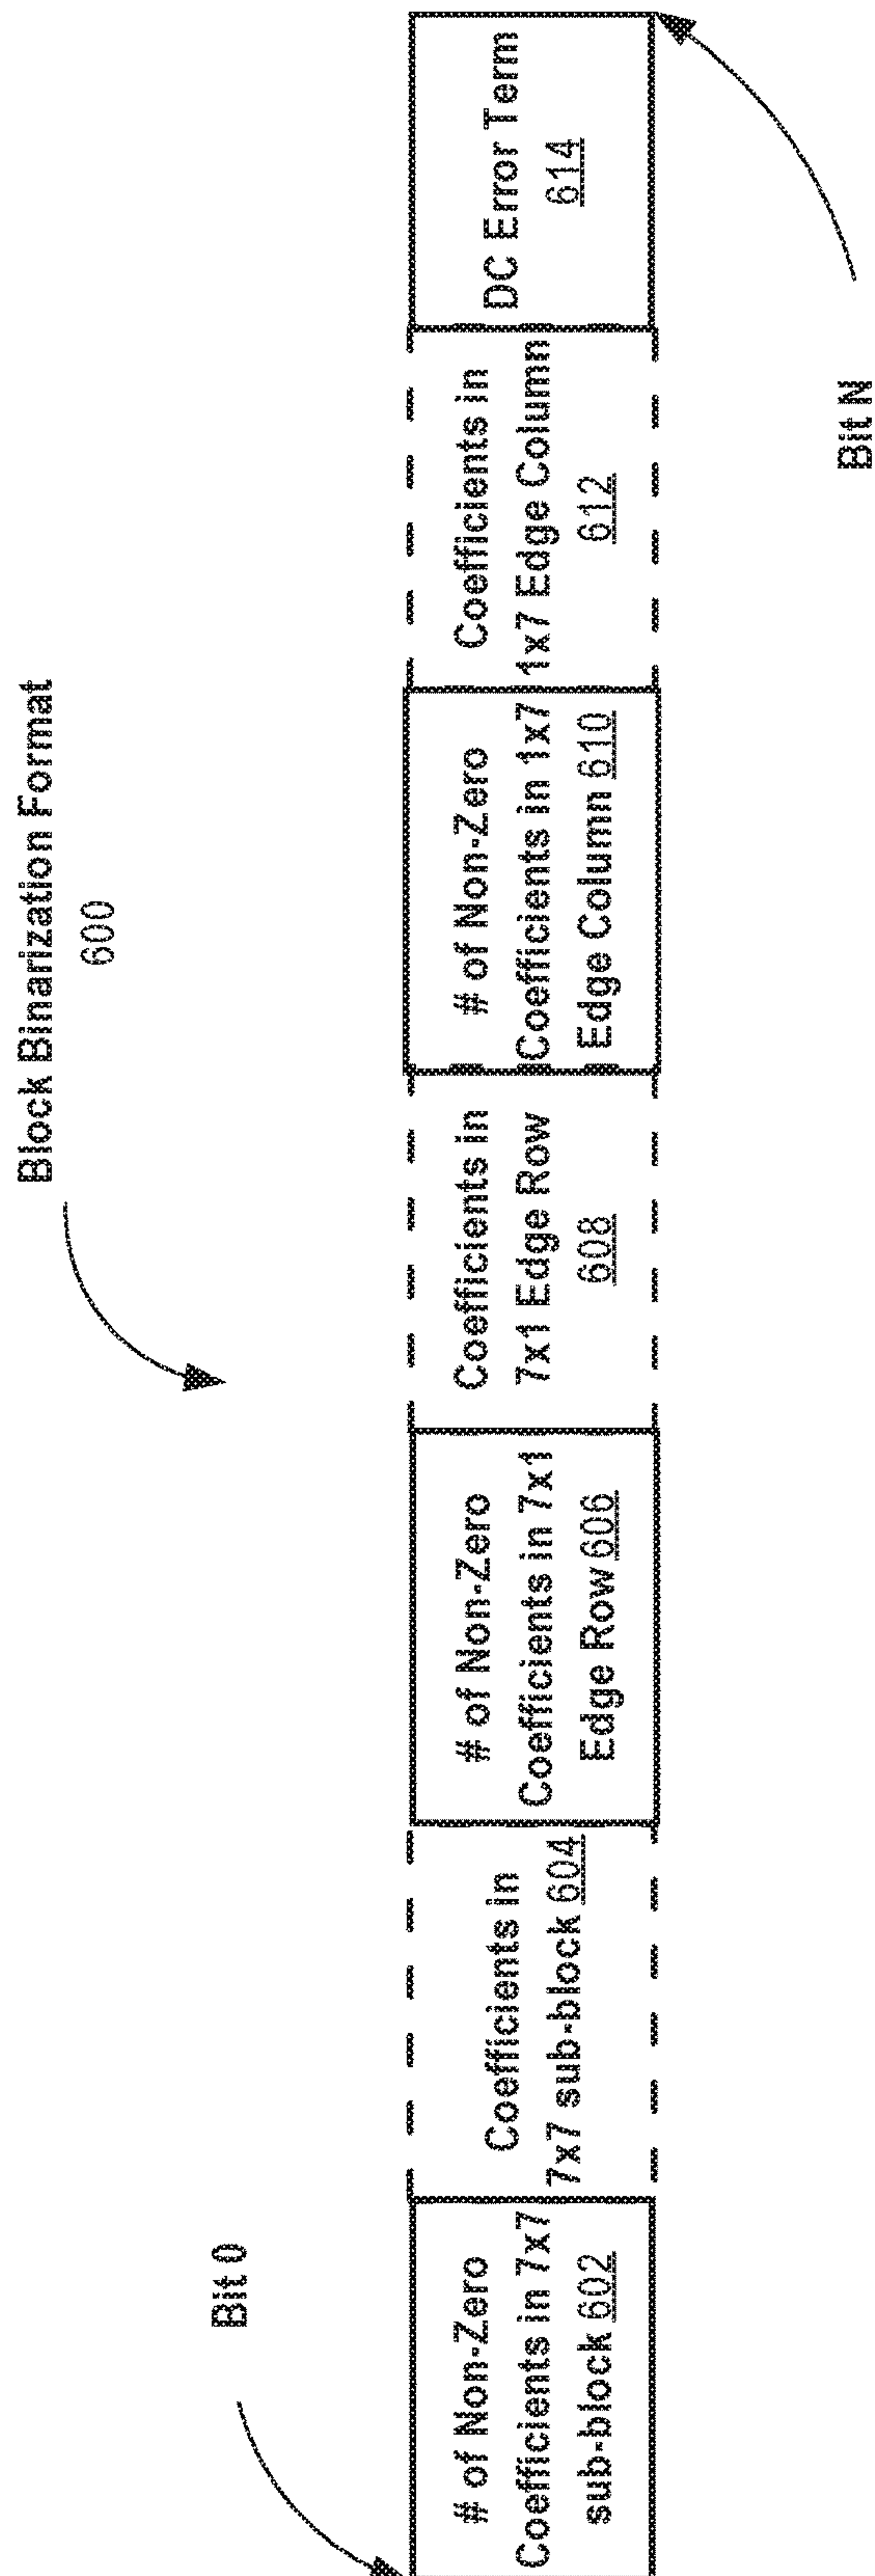 Block Binarization Format
600
Bit 0
# of Non-Zero
Coefficients in 7x7
sub-block 602
Coefficients in
7x7 sub-block 604
# of Non-Zero
Coefficients in 7x1
Edge Row 606
Coefficients in
7x1 Edge Row
608
# of Non-Zero
Coefficients in 1x7
Edge Column 610
Coefficients in
1x7 Edge Column
612
DC Error Term
614
Bit N